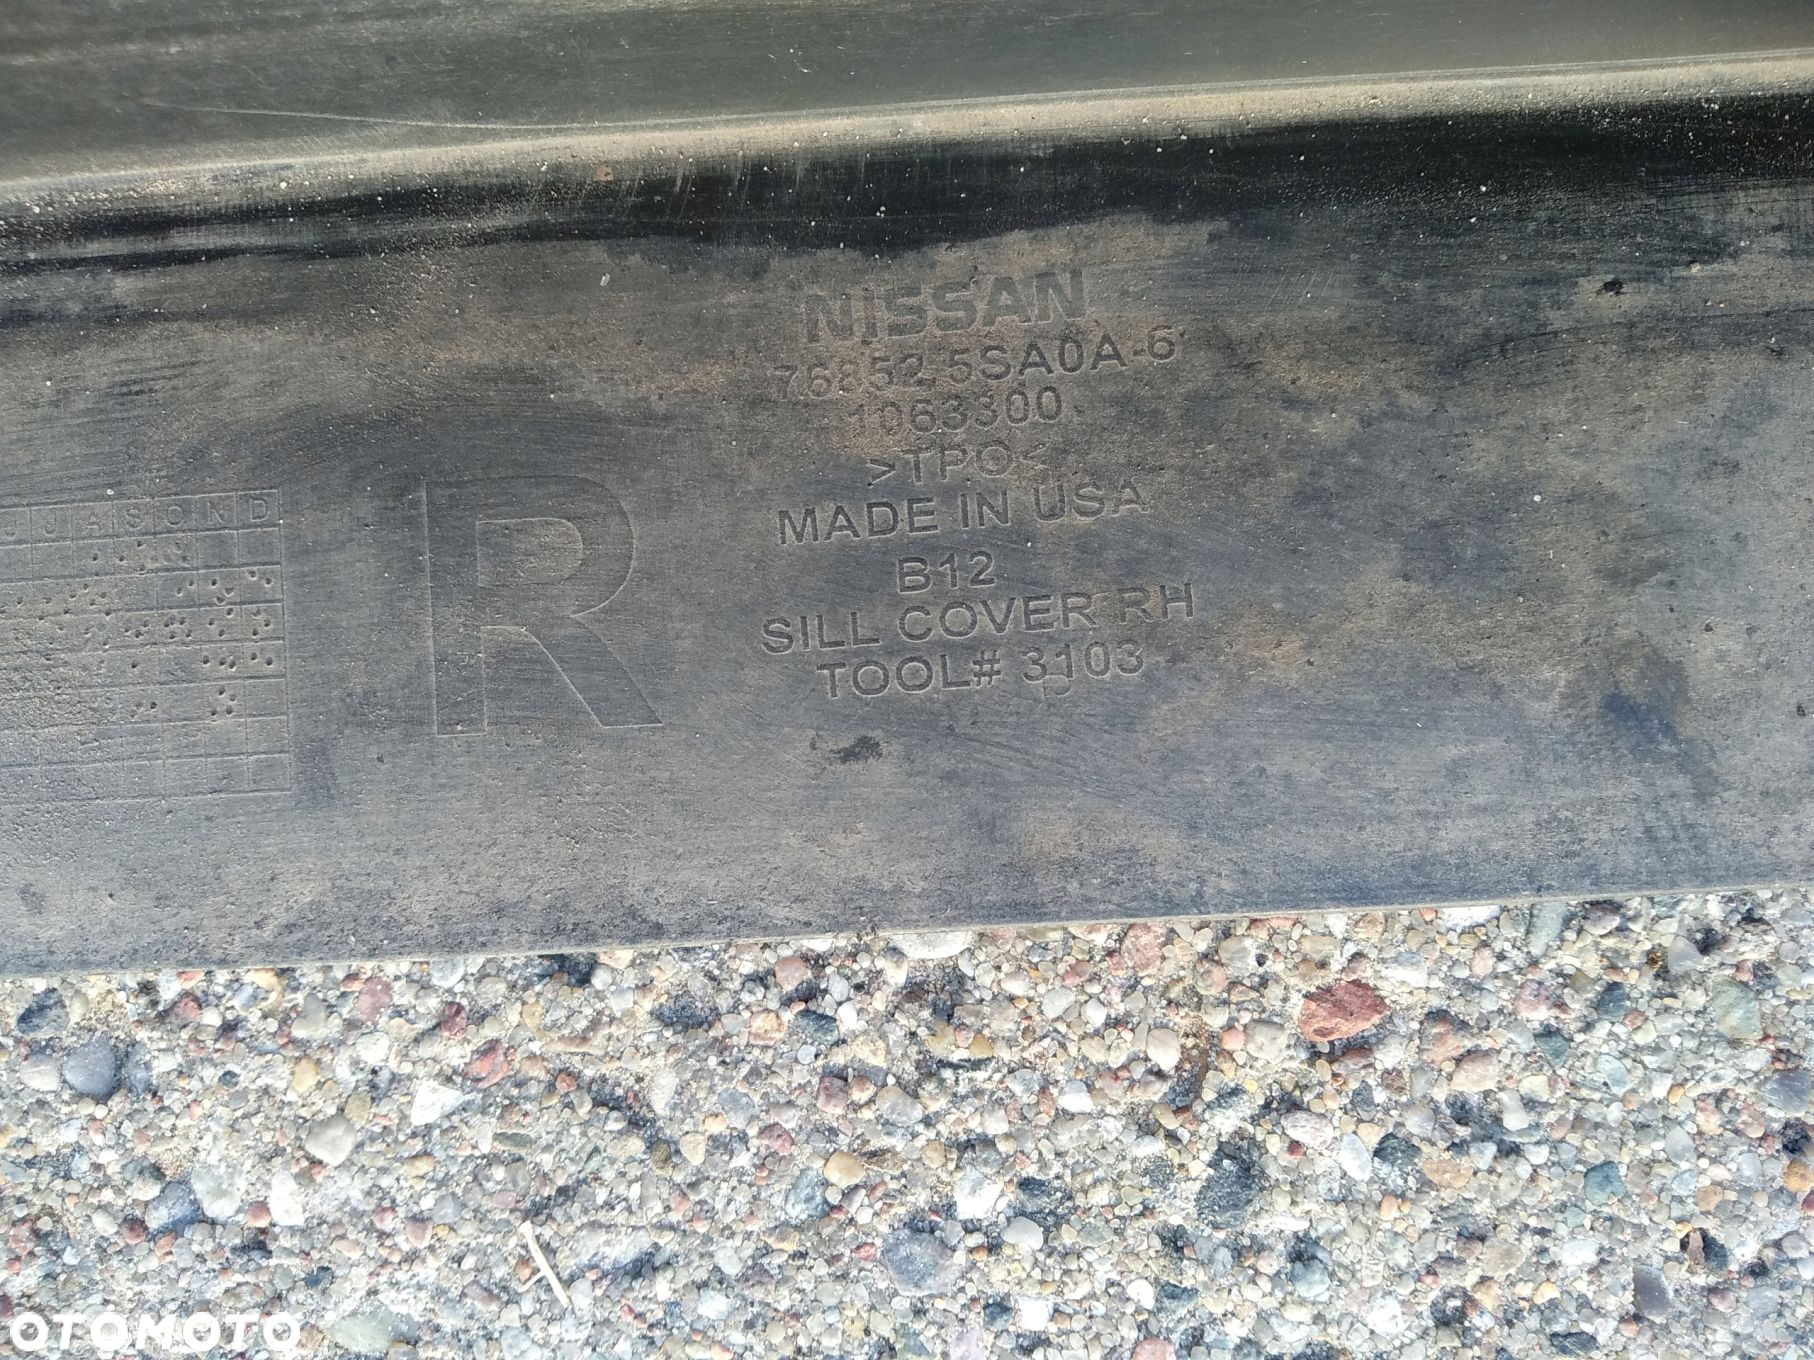 NISSAN
76852 5SA0A-6
1063300
>TPO<
MADE IN USA
B12
SILL COVER RH
TOOL# 3103
R
J J A S O N D
OTOMOTO